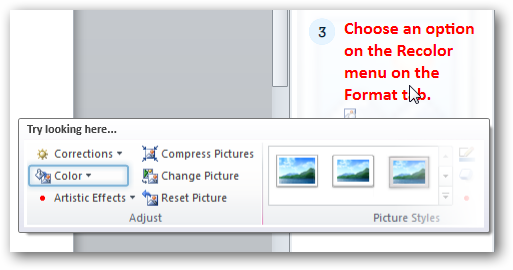 3
Choose an option
on the Recolor
menu on the
Format tab.
Try looking here...
Corrections
Compress Pictures
Color
Change Picture
Artistic Effects
Reset Picture
Adjust
Picture Styles